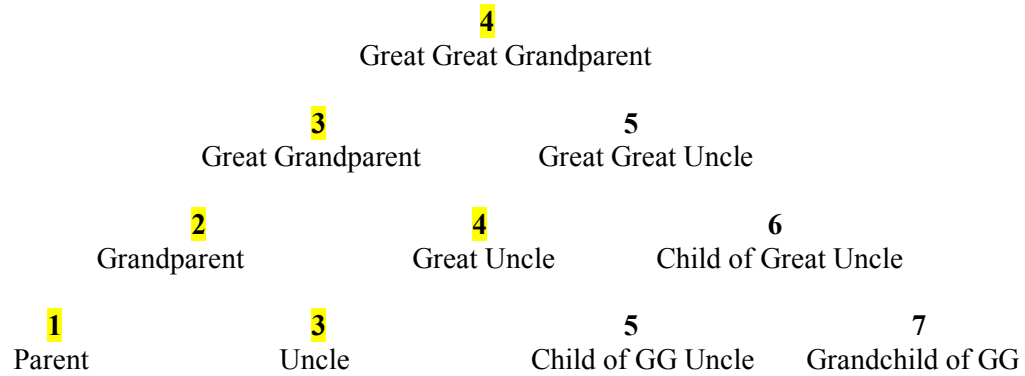 4
Great Great Grandparent
3 5
Great Grandparent Great Great Uncle
2 4 6
Grandparent Great Uncle Child of Great Uncle
1 3 5 7
Parent Uncle Child of GG Uncle Grandchild of GG